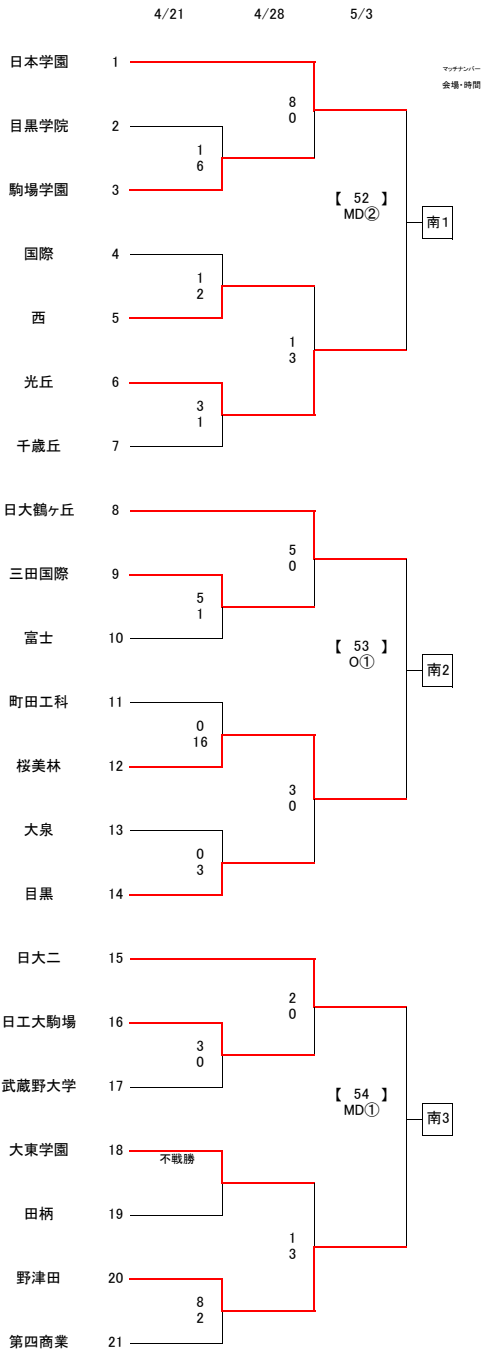 4/21 4/28 5/3
マッチナンバー
会場・時間
日本学園 1
8
0
目黒学院 2
1
6
駒場学園 3
【 52 】
MD②
南1
国際 4
1
2
西 5
1
3
光丘 6
3
1
千歳丘 7
日大鶴ヶ丘 8
5
0
三田国際 9
5
1
富士 10
【 53 】
O①
南2
町田工科 11
0
16
桜美林 12
3
0
大泉 13
0
3
目黒 14
日大二 15
2
0
日工大駒場 16
3
0
武蔵野大学 17
【 54 】
MD①
南3
大東学園 18
不戦勝
田柄 19
1
3
野津田 20
8
2
第四商業 21